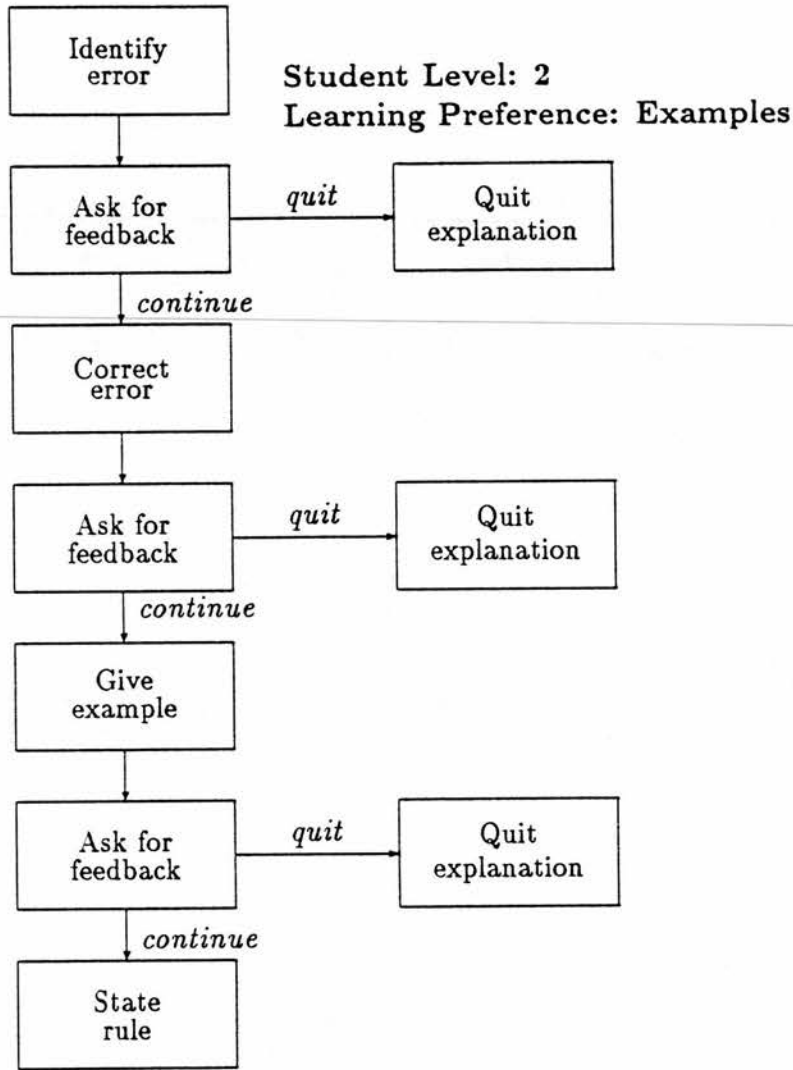 Identify
error
Student Level: 2
Learning Preference: Examples
Ask for
feedback
quit
Quit
explanation
continue
Correct
error
Ask for
feedback
quit
Quit
explanation
continue
Give
example
Ask for
feedback
quit
Quit
explanation
continue
State
rule